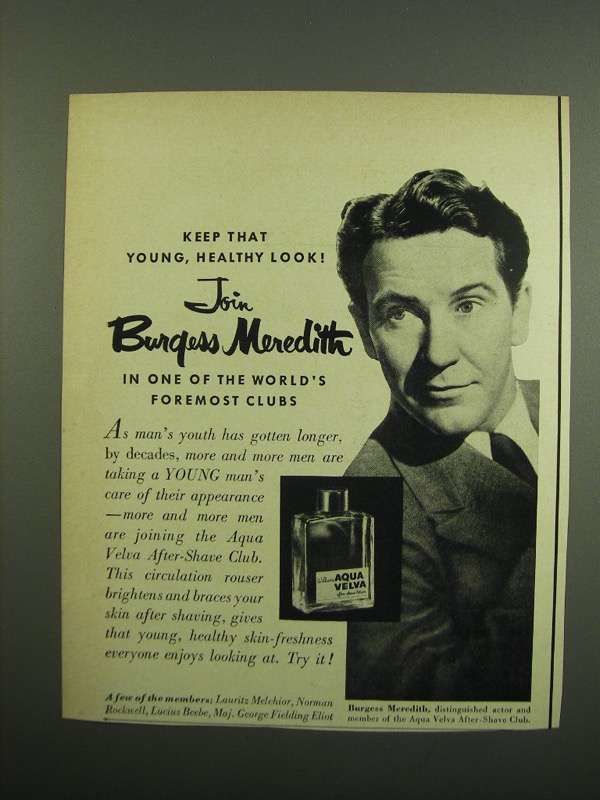 KEEP THAT
YOUNG, HEALTHY LOOK!
Join
Burgess Meredith
IN ONE OF THE WORLD'S
FOREMOST CLUBS
As man's youth has gotten longer,
by decades, more and more men are
taking a YOUNG man's
care of their appearance
—more and more men
are joining the Aqua
Velva After-Shave Club.
This circulation rouser
brightens and braces your
skin after shaving, gives
that young, healthy skin-freshness
everyone enjoys looking at. Try it!
Williams
AQUA
VELVA
after shave lotion
A few of the members: Lauritz Melchior, Norman
Rockwell, Lucius Beebe, Maj. George Fielding Eliot
Burgess Meredith, distinguished actor and
member of the Aqua Velva After-Shave Club.